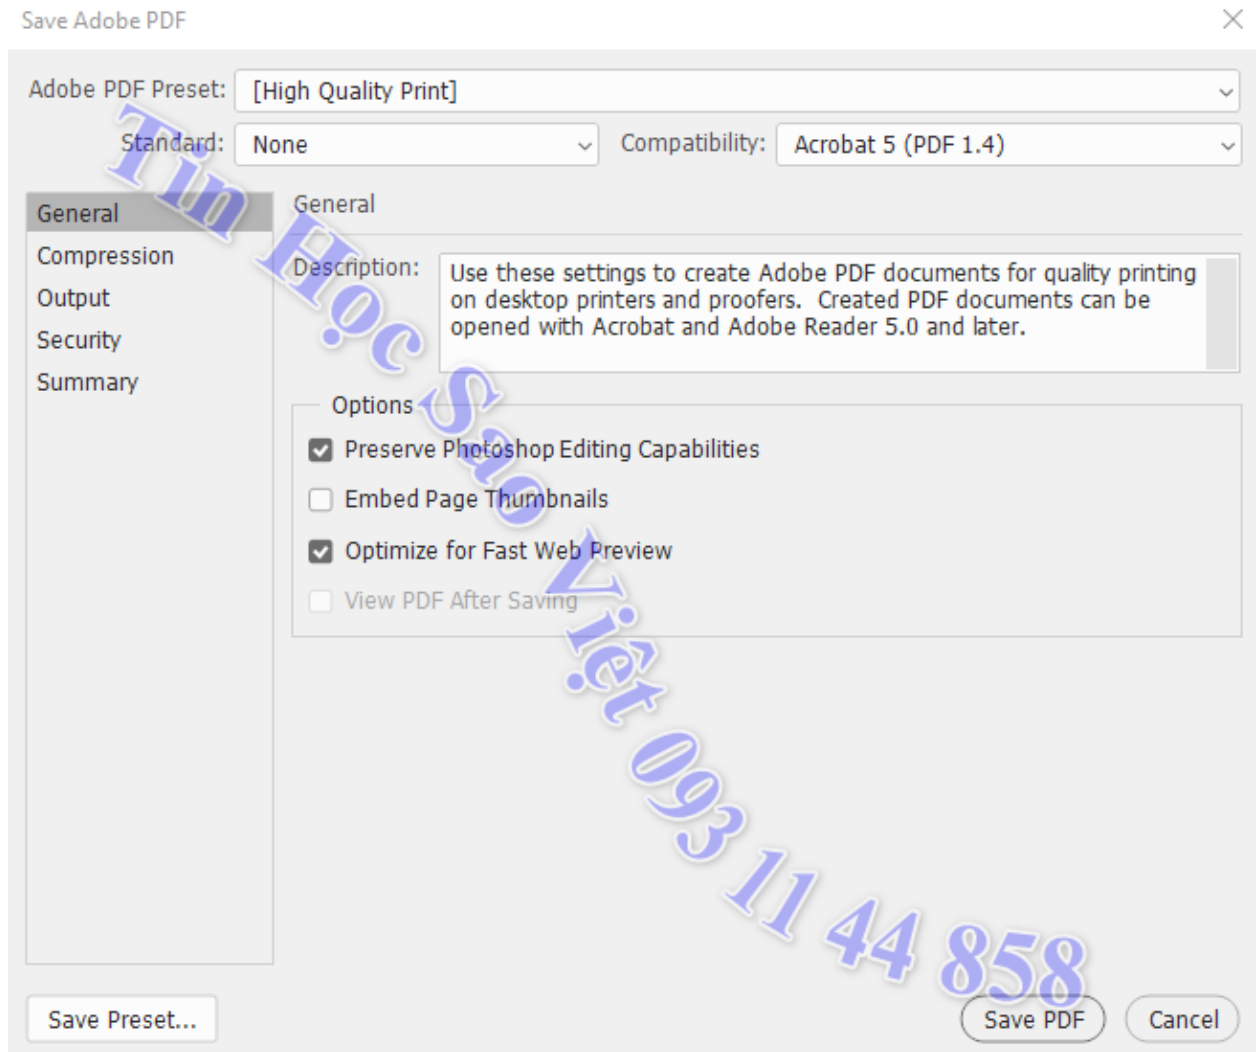 Save Adobe PDF
Adobe PDF Preset: [High Quality Print]
Standard: None Compatibility: Acrobat 5 (PDF 1.4)
General
Compression
Output
Security
Summary
General
Description: Use these settings to create Adobe PDF documents for quality printing
on desktop printers and proofers. Created PDF documents can be
opened with Acrobat and Adobe Reader 5.0 and later.
Options
Preserve Photoshop Editing Capabilities
Embed Page Thumbnails
Optimize for Fast Web Preview
View PDF After Saving
Save Preset...
Save PDF Cancel
Tin Học Sao Việt 093 11 44 858